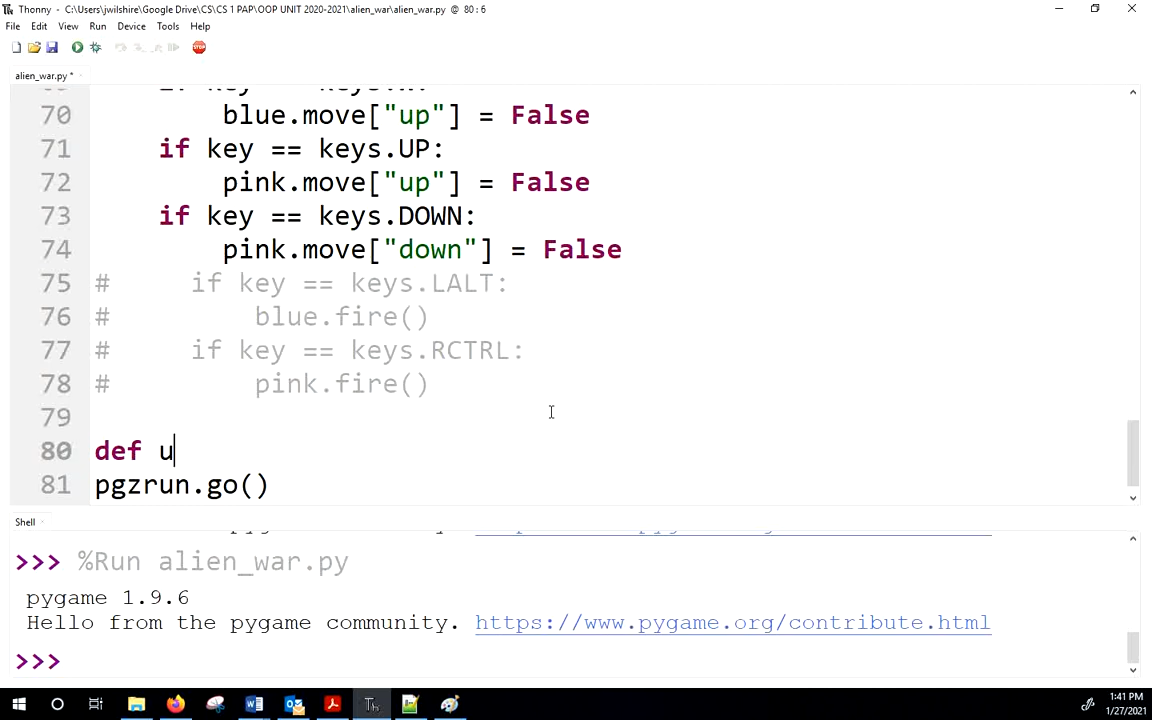 Thonny - C:\Users\jwilshire\Google Drive\CS\CS 1 PAP\OOP UNIT 2020-2021\alien_war\alien_war.py @ 80 : 6
File Edit View Run Device Tools Help
STOP
alien_war.py *
70 blue.move["up"] = False
71 if key == keys.UP:
72 pink.move["up"] = False
73 if key == keys.DOWN:
74 pink.move["down"] = False
75 # if key == keys.LALT:
76 # blue.fire()
77 # if key == keys.RCTRL:
78 # pink.fire()
79
80 def u
81 pgzrun.go()
Shell
>>> %Run alien_war.py
pygame 1.9.6
Hello from the pygame community. https://www.pygame.org/contribute.html
>>>
1:41 PM
1/27/2021